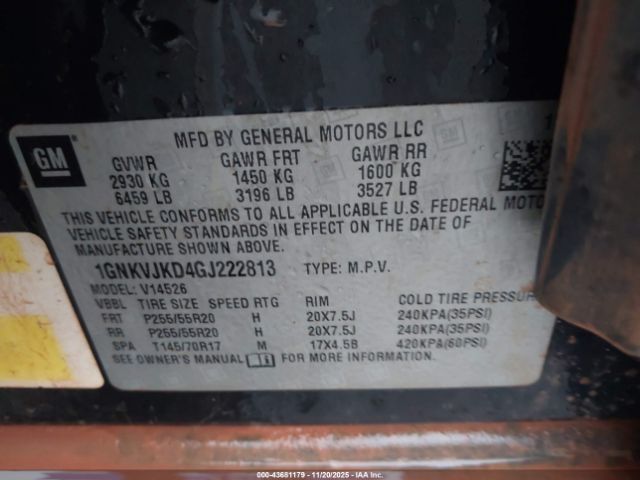 GM
MFD BY GENERAL MOTORS LLC
GVWR GAWR FRT GAWR RR
2930 KG 1450 KG 1600 KG
6459 LB 3196 LB 3527 LB
THIS VEHICLE CONFORMS TO ALL APPLICABLE U.S. FEDERAL MOTO
VEHICLE SAFETY STANDARDS IN EFFECT ON THE DATE OF
MANUFACTURE SHOWN ABOVE.
1GNKVJKD4GJ222813 TYPE: M.P.V.
MODEL: V14526
VBBL TIRE SIZE SPEED RTG RIM COLD TIRE PRESSUR
FRT P255/55R20 H 20X7.5J 240KPA(35PSI)
RR P255/55R20 H 20X7.5J 240KPA(35PSI)
SPA T145/70R17 M 17X4.5B 420KPA(60PSI)
SEE OWNER'S MANUAL FOR MORE INFORMATION.
000-43681179 | 11/20/2025 | IAA Inc.